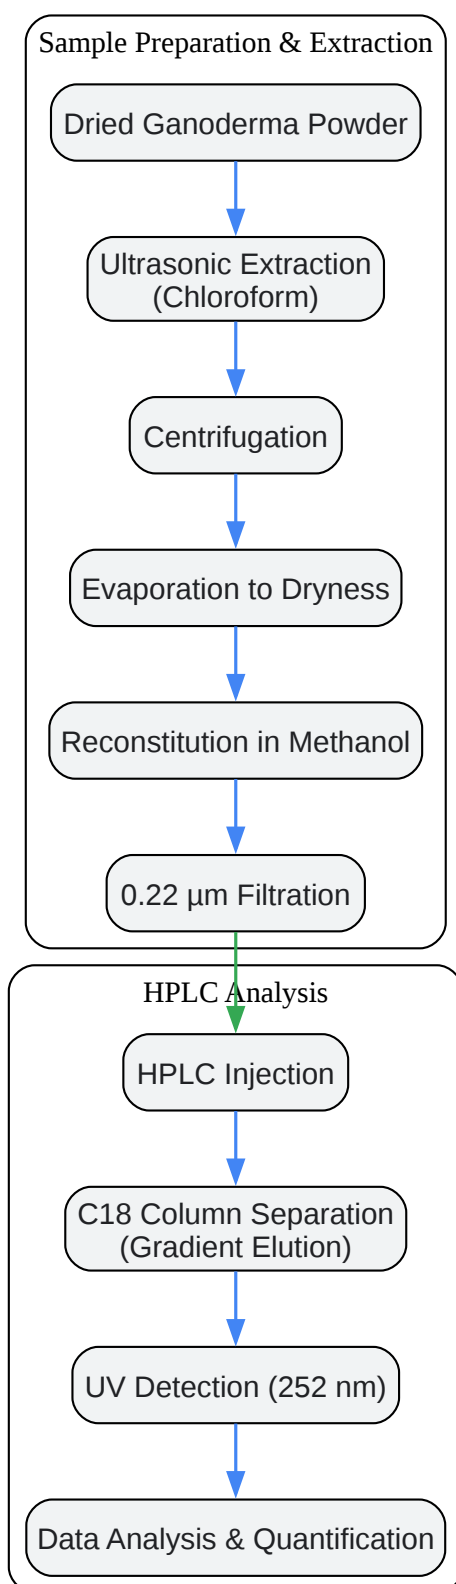 Sample Preparation & Extraction
Dried Ganoderma Powder
Ultrasonic Extraction
(Chloroform)
Centrifugation
Evaporation to Dryness
Reconstitution in Methanol
0.22 µm Filtration
HPLC Analysis
HPLC Injection
C18 Column Separation
(Gradient Elution)
UV Detection (252 nm)
Data Analysis & Quantification